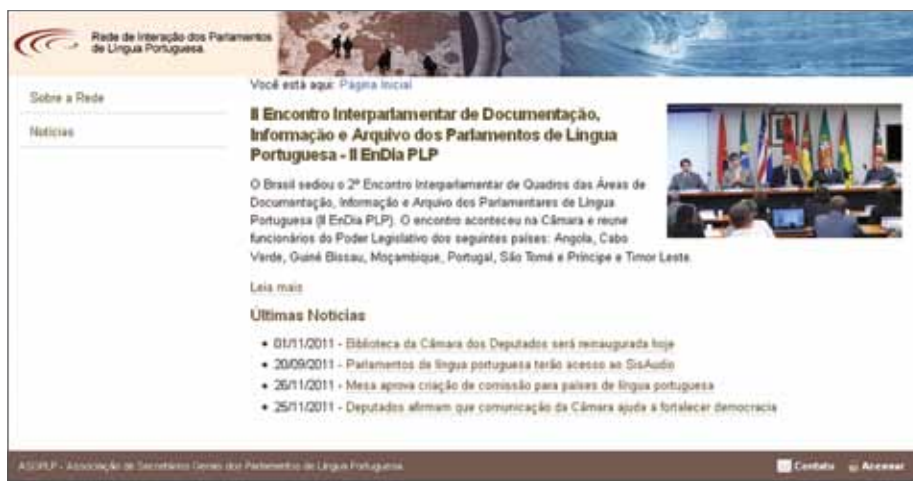 Rede de Interação dos Parlamentos
de Língua Portuguesa
Sobre a Rede
Notícias
Você está aqui: Página Inicial
II Encontro Interparlamentar de Documentação,
Informação e Arquivo dos Parlamentos de Língua
Portuguesa - II EnDia PLP
O Brasil sediou o 2º Encontro Interparlamentar de Quadros das Áreas de
Documentação, Informação e Arquivo dos Parlamentares de Língua
Portuguesa (II EnDia PLP). O encontro aconteceu na Câmara e reune
funcionários do Poder Legislativo dos seguintes países: Angola, Cabo
Verde, Guiné Bissau, Moçambique, Portugal, São Tomé e Príncipe e Timor Leste.
Leia mais
Últimas Notícias
01/11/2011 - Biblioteca da Câmara dos Deputados será reinaugurada hoje
20/09/2011 - Parlamentos de língua portuguesa terão acesso ao SisAudio
26/11/2011 - Mesa aprova criação de comissão para países de língua portuguesa
25/11/2011 - Deputados afirmam que comunicação da Câmara ajuda a fortalecer democracia
ASGPLP - Associação de Secretários Gerais dos Parlamentos de Língua Portuguesa
Contato
Acessar